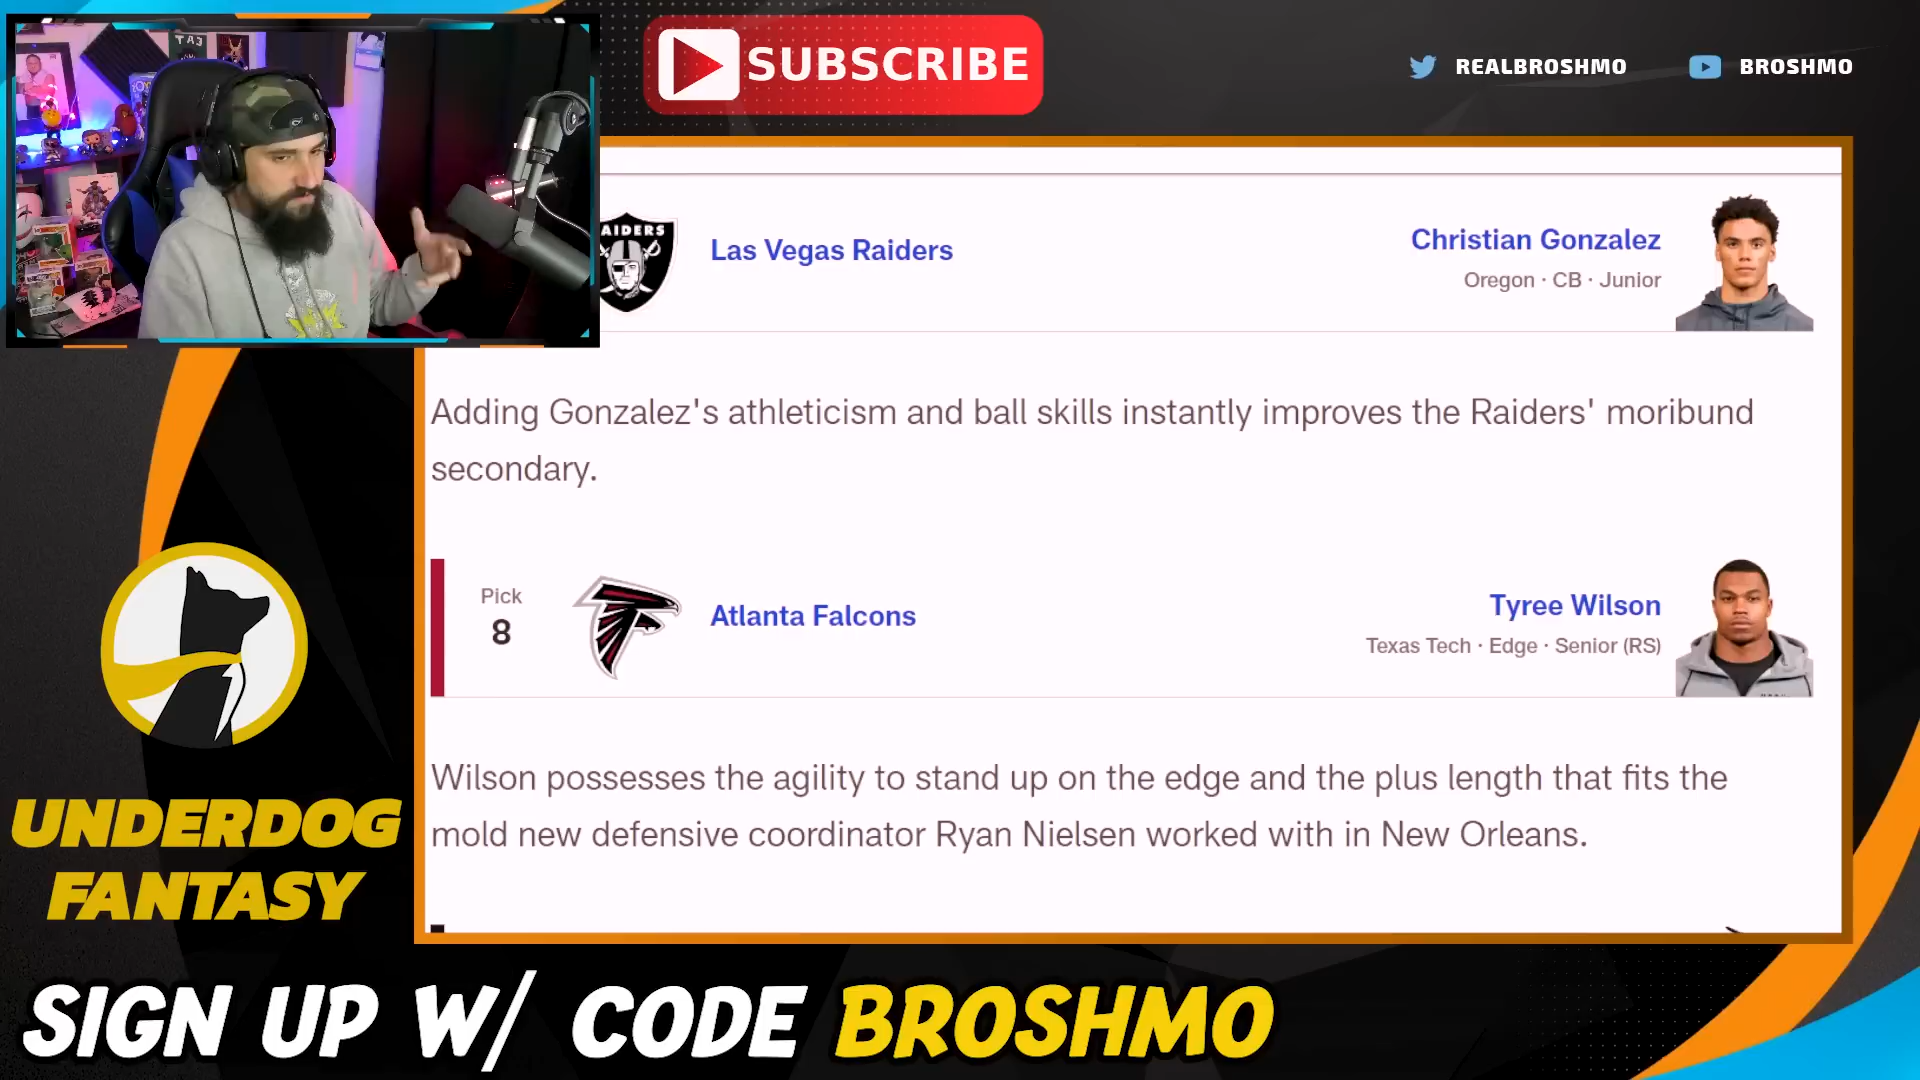 SUBSCRIBE
REALBROSHMO
BROSHMO
RAIDERS
Las Vegas Raiders
Christian Gonzalez
Oregon · CB · Junior
Adding Gonzalez's athleticism and ball skills instantly improves the Raiders' moribund
secondary.
Pick
8
Atlanta Falcons
Tyree Wilson
Texas Tech · Edge · Senior (RS)
Wilson possesses the agility to stand up on the edge and the plus length that fits the
mold new defensive coordinator Ryan Nielsen worked with in New Orleans.
UNDERDOG
FANTASY
SIGN UP W/ CODE BROSHMO